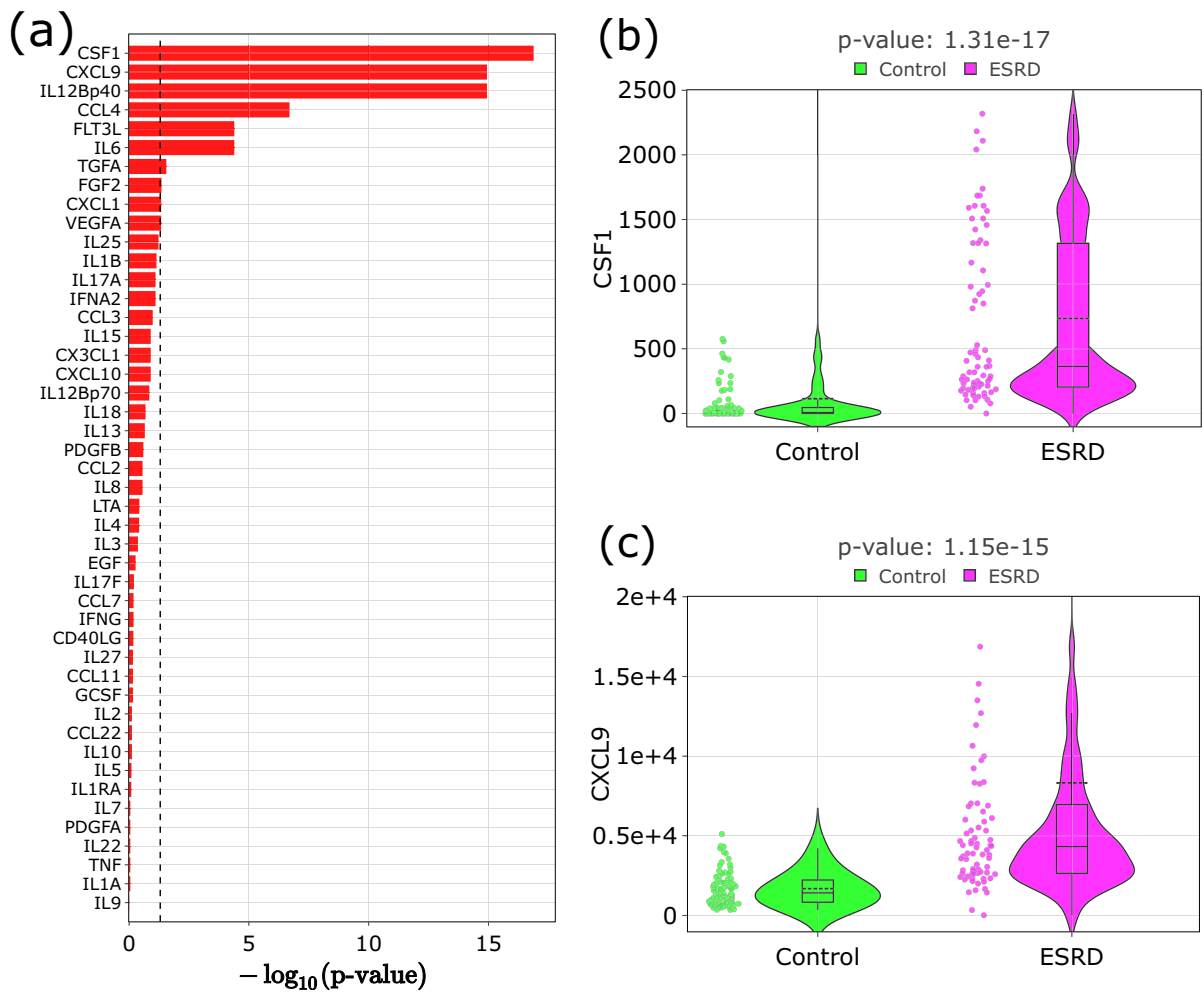 (a)
CSF1
CXCL9
IL12Bp40
CCL4
FLT3L
IL6
TGFA
FGF2
CXCL1
VEGFA
IL25
IL1B
IL17A
IFNA2
CCL3
IL15
CX3CL1
CXCL10
IL12Bp70
IL18
IL13
PDGFB
CCL2
IL8
LTA
IL4
IL3
EGF
IL17F
CCL7
IFNG
CD40LG
IL27
CCL11
GCSF
IL2
CCL22
IL10
IL5
IL1RA
IL7
PDGFA
IL22
TNF
IL1A
IL9
0 5 10 15
− log₁₀(p-value)
(b)
p-value: 1.31e-17
Control ESRD
2500
2000
1500
1000
500
0
CSF1
Control ESRD
(c)
p-value: 1.15e-15
Control ESRD
2e+4
1.5e+4
1e+4
0.5e+4
0
CXCL9
Control ESRD